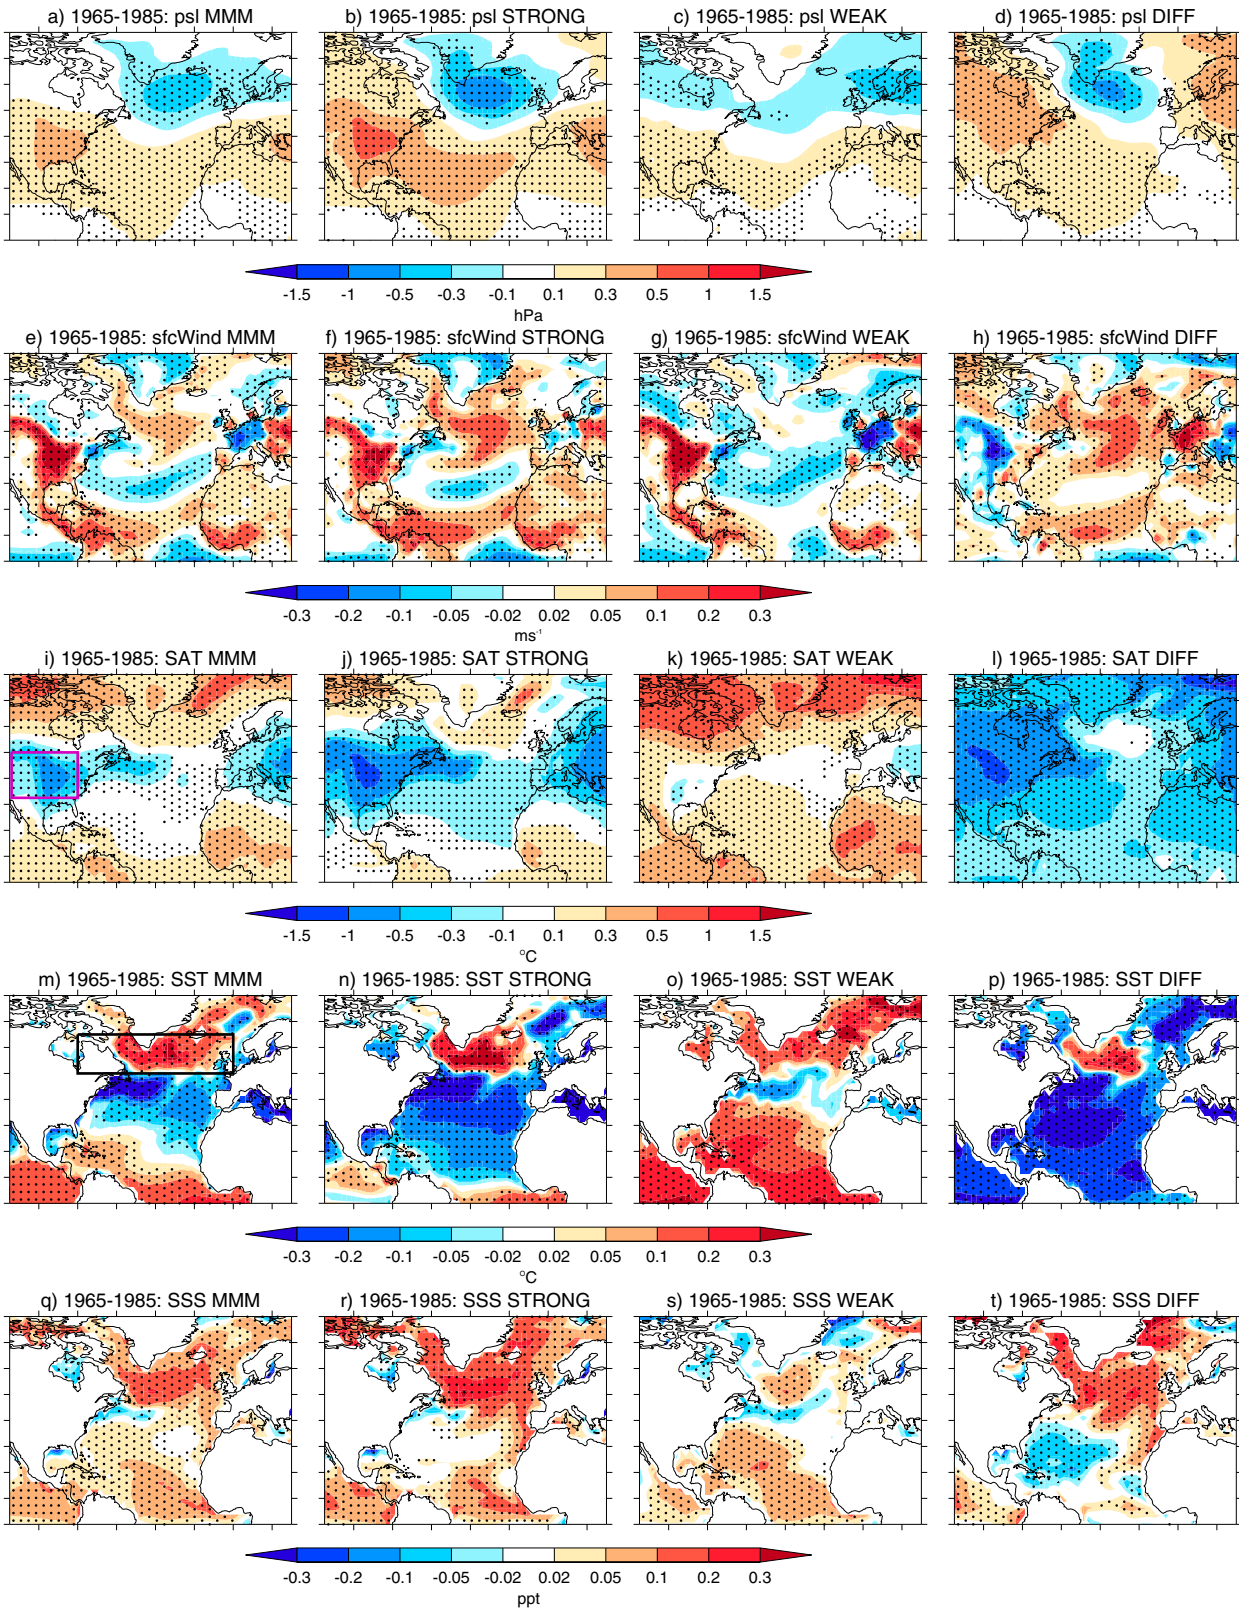 a) 1965-1985: psl MMM
b) 1965-1985: psl STRONG
c) 1965-1985: psl WEAK
d) 1965-1985: psl DIFF
-1.5 -1 -0.5 -0.3 -0.1 0.1 0.3 0.5 1 1.5
hPa
e) 1965-1985: sfcWind MMM
f) 1965-1985: sfcWind STRONG
g) 1965-1985: sfcWind WEAK
h) 1965-1985: sfcWind DIFF
-0.3 -0.2 -0.1 -0.05 -0.02 0.02 0.05 0.1 0.2 0.3
ms⁻¹
i) 1965-1985: SAT MMM
j) 1965-1985: SAT STRONG
k) 1965-1985: SAT WEAK
l) 1965-1985: SAT DIFF
-1.5 -1 -0.5 -0.3 -0.1 0.1 0.3 0.5 1 1.5
°C
m) 1965-1985: SST MMM
n) 1965-1985: SST STRONG
o) 1965-1985: SST WEAK
p) 1965-1985: SST DIFF
-0.3 -0.2 -0.1 -0.05 -0.02 0.02 0.05 0.1 0.2 0.3
°C
q) 1965-1985: SSS MMM
r) 1965-1985: SSS STRONG
s) 1965-1985: SSS WEAK
t) 1965-1985: SSS DIFF
-0.3 -0.2 -0.1 -0.05 -0.02 0.02 0.05 0.1 0.2 0.3
ppt